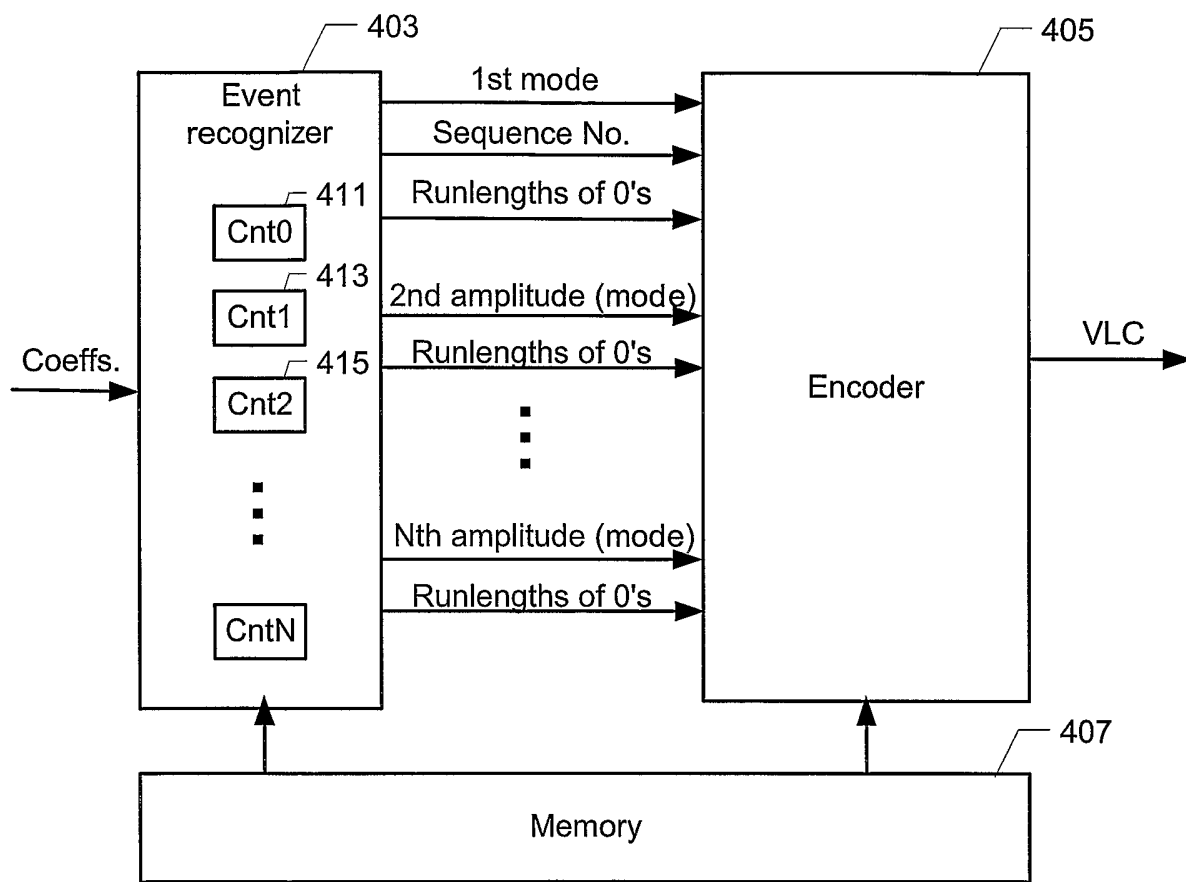 403
405
Event
recognizer
1st mode
Sequence No.
Runlengths of 0's
411
Cnt0
413
Cnt1
2nd amplitude (mode)
Runlengths of 0's
415
Cnt2
Coeffs.
Encoder
VLC
Nth amplitude (mode)
Runlengths of 0's
CntN
407
Memory